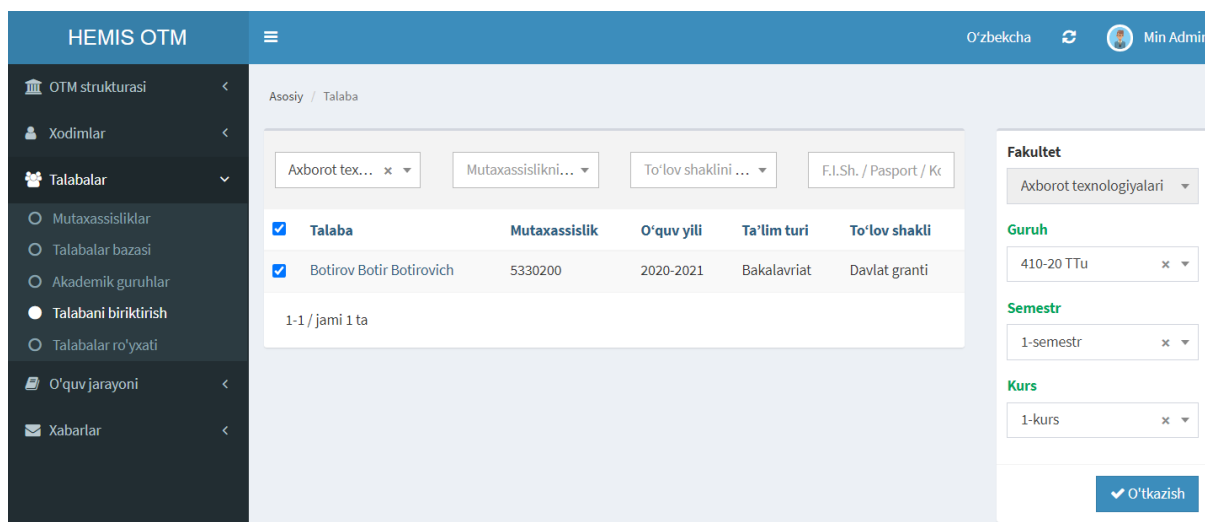 HEMIS OTM
O‘zbekcha
Min Admin
OTM strukturasi
Xodimlar
Talabalar
Mutaxassisliklar
Talabalar bazasi
Akademik guruhlar
Talabani biriktirish
Talabalar ro'yxati
O'quv jarayoni
Xabarlar
Asosiy / Talaba
Axborot tex... × Mutaxassislikni... To‘lov shaklini ... F.I.Sh. / Pasport / Ko
Talaba Mutaxassislik O‘quv yili Ta’lim turi To‘lov shakli
Botirov Botir Botirovich 5330200 2020-2021 Bakalavriat Davlat granti
1-1 / jami 1 ta
Fakultet
Axborot texnologiyalari
Guruh
410-20 TTu ×
Semestr
1-semestr ×
Kurs
1-kurs ×
O'tkazish